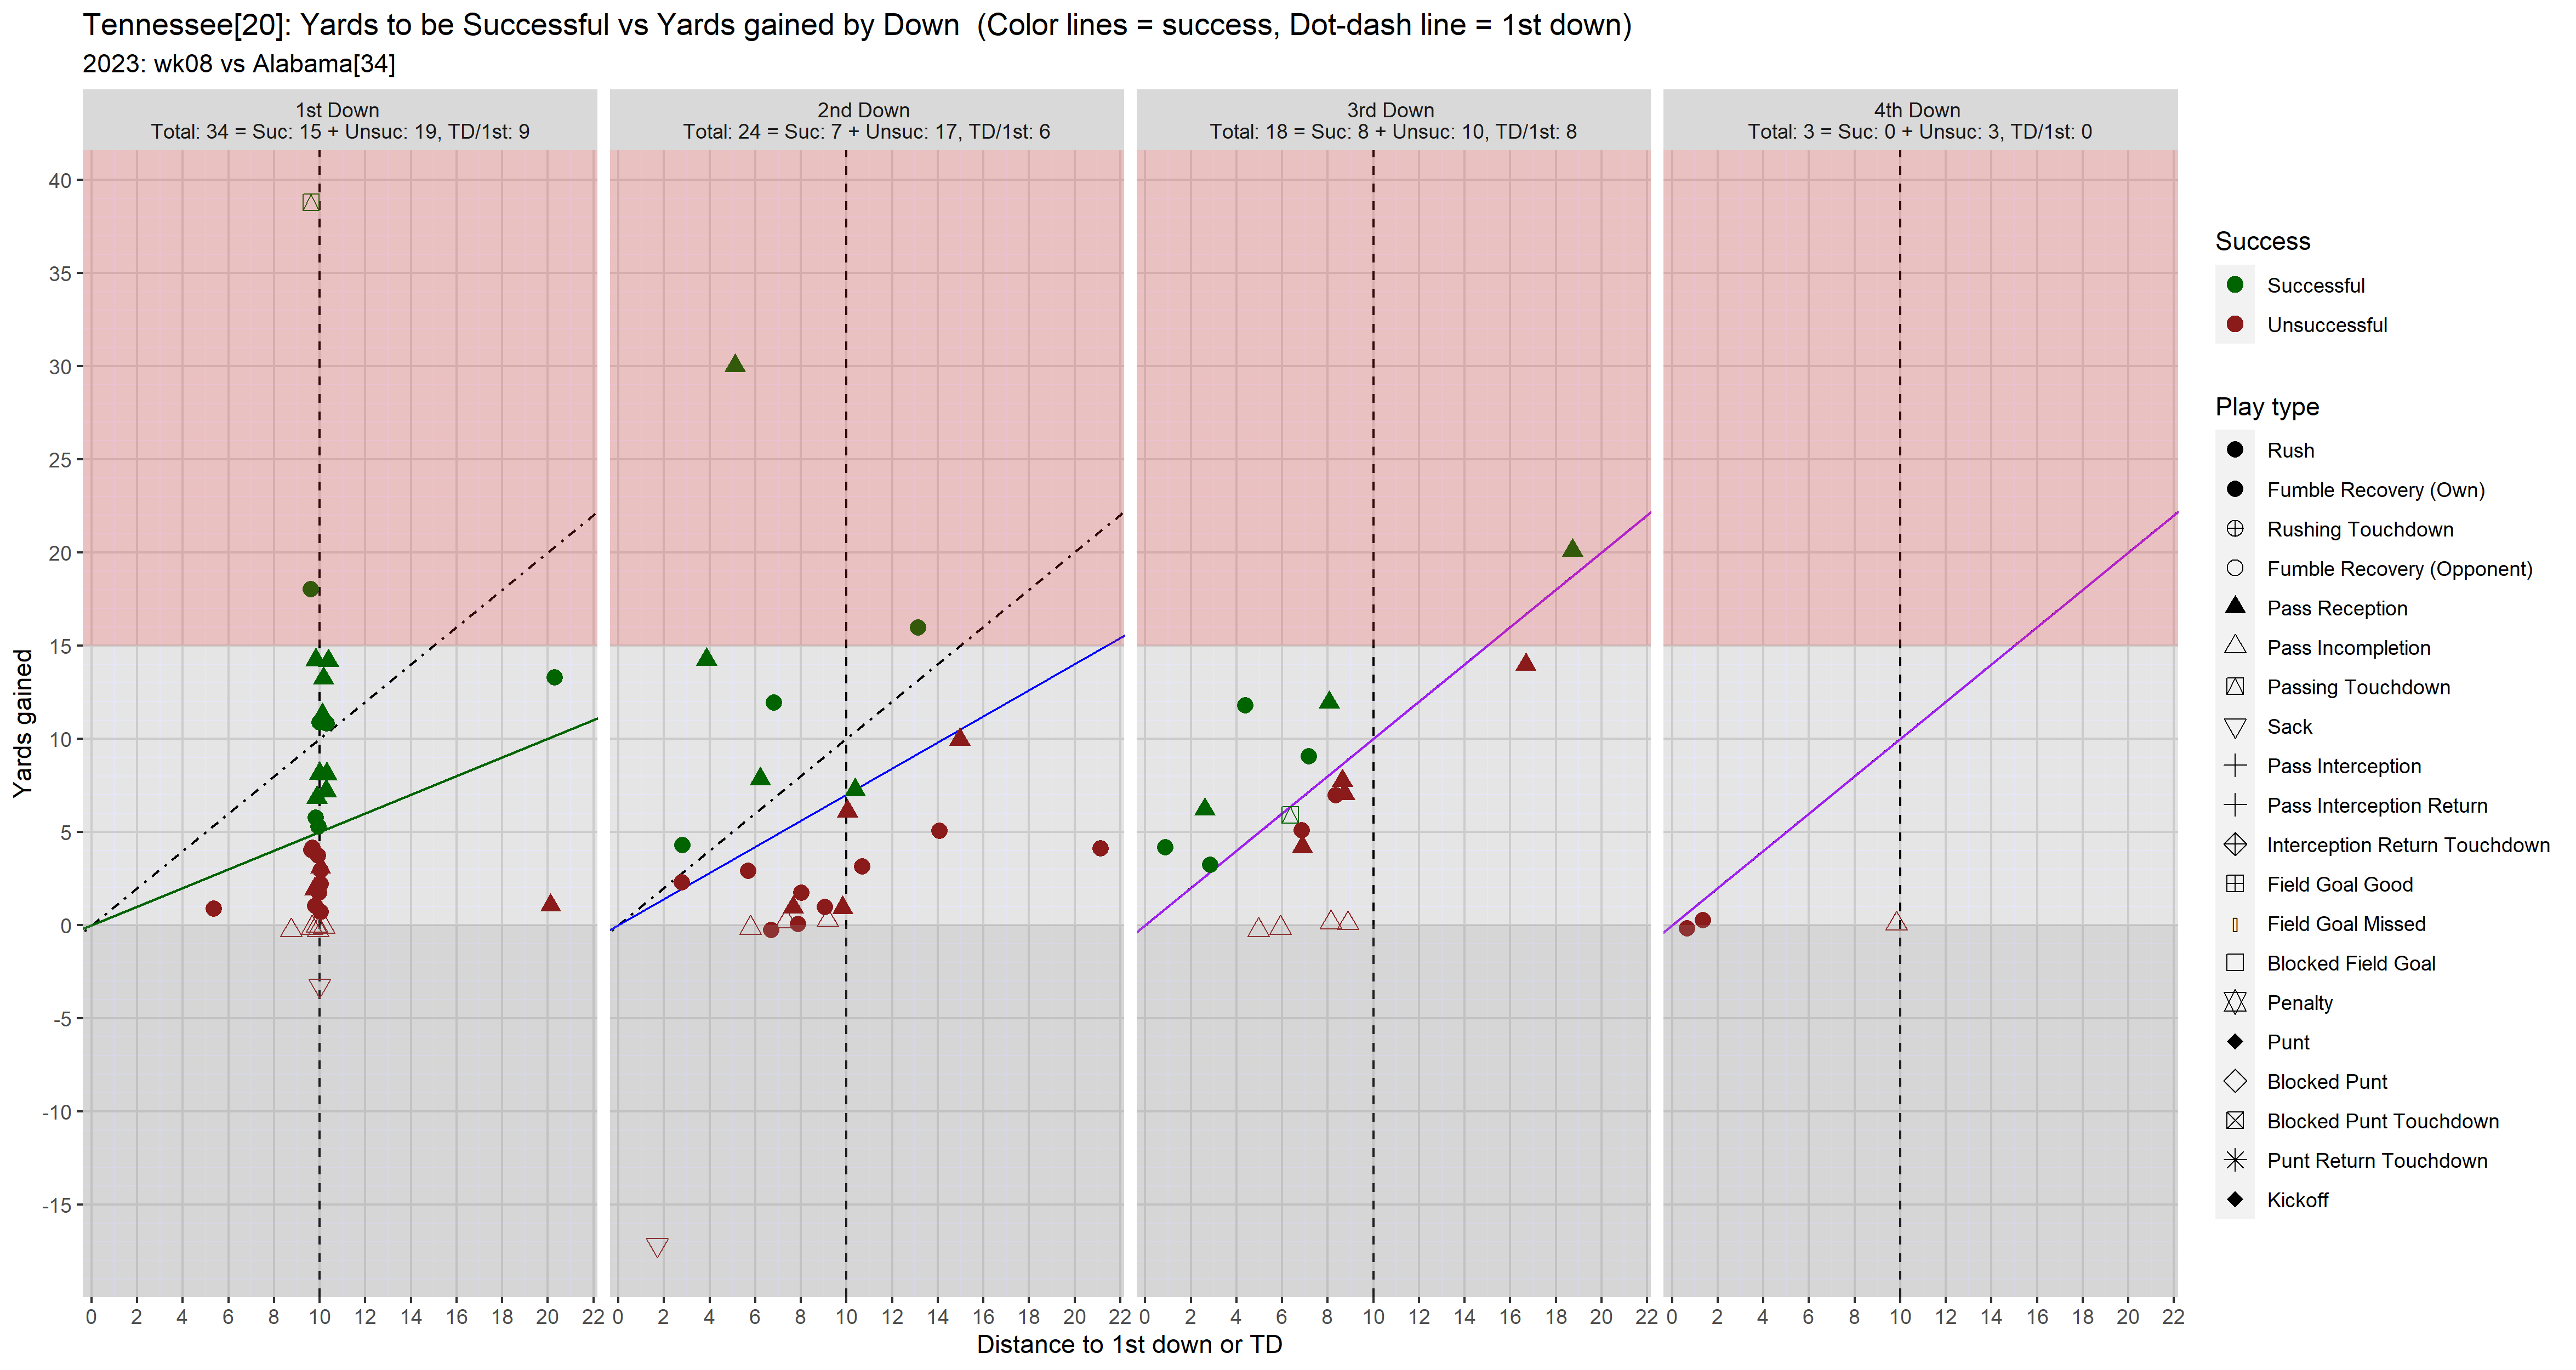 Tennessee[20]: Yards to be Successful vs Yards gained by Down  (Color lines = success, Dot-dash line = 1st down)
2023: wk08 vs Alabama[34]
1st Down
Total: 34 = Suc: 15 + Unsuc: 19, TD/1st: 9
2nd Down
Total: 24 = Suc: 7 + Unsuc: 17, TD/1st: 6
3rd Down
Total: 18 = Suc: 8 + Unsuc: 10, TD/1st: 8
4th Down
Total: 3 = Suc: 0 + Unsuc: 3, TD/1st: 0
Yards gained
40
35
30
25
20
15
10
5
0
-5
-10
-15
0 2 4 6 8 10 12 14 16 18 20 22
0 2 4 6 8 10 12 14 16 18 20 22
0 2 4 6 8 10 12 14 16 18 20 22
0 2 4 6 8 10 12 14 16 18 20 22
Distance to 1st down or TD
Success
Successful
Unsuccessful
Play type
Rush
Fumble Recovery (Own)
Rushing Touchdown
Fumble Recovery (Opponent)
Pass Reception
Pass Incompletion
Passing Touchdown
Sack
Pass Interception
Pass Interception Return
Interception Return Touchdown
Field Goal Good
Field Goal Missed
Blocked Field Goal
Penalty
Punt
Blocked Punt
Blocked Punt Touchdown
Punt Return Touchdown
Kickoff